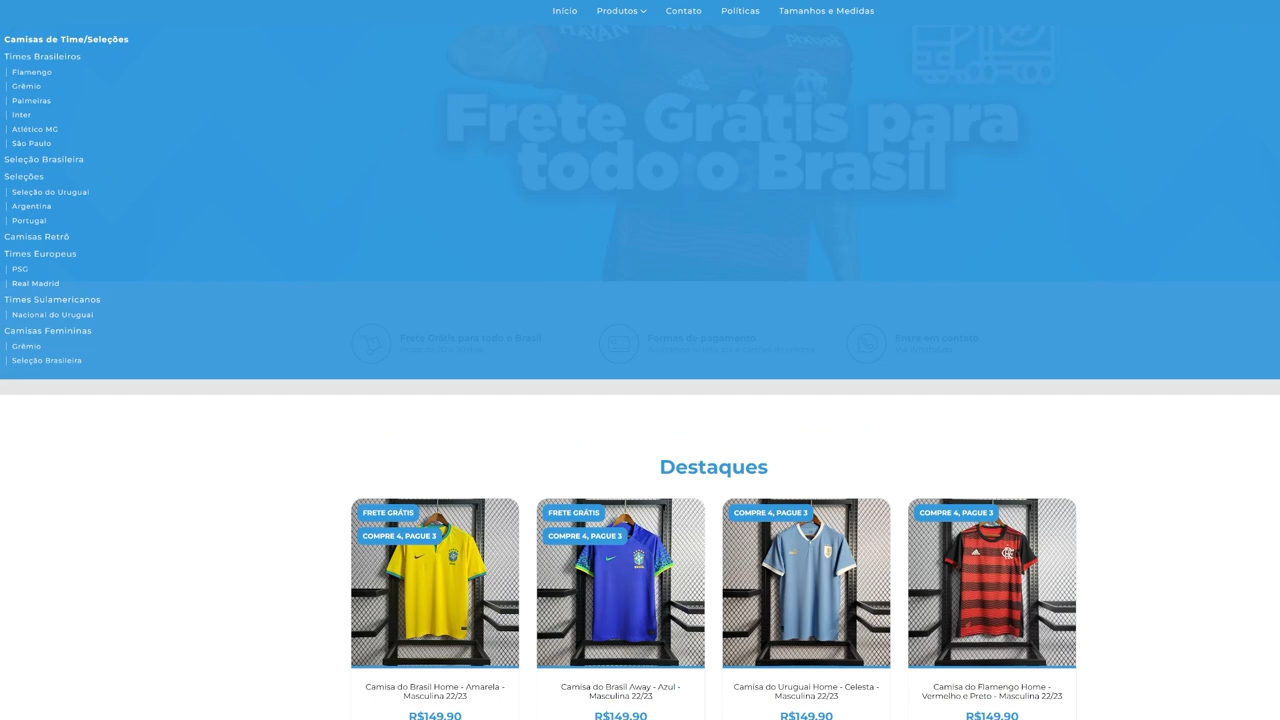 Início
Produtos
Contato
Políticas
Tamanhos e Medidas
Camisas de Time/Seleções
Times Brasileiros
Flamengo
Grêmio
Palmeiras
Inter
Atlético MG
São Paulo
Seleção Brasileira
Seleções
Seleção do Uruguai
Argentina
Portugal
Camisas Retrô
Times Europeus
PSG
Real Madrid
Times Sulamericanos
Nacional do Uruguai
Camisas Femininas
Grêmio
Seleção Brasileira
Frete Grátis para
todo o Brasil
Frete Grátis para todo o Brasil
Formas de pagamento
Entre em contato
Destaques
FRETE GRÁTIS
COMPRE 4, PAGUE 3
Camisa do Brasil Home - Amarela -
Masculina 22/23
R$149,90
FRETE GRÁTIS
COMPRE 4, PAGUE 3
Camisa do Brasil Away - Azul -
Masculina 22/23
R$149,90
COMPRE 4, PAGUE 3
Camisa do Uruguai Home - Celesta -
Masculina 22/23
R$149,90
COMPRE 4, PAGUE 3
Camisa do Flamengo Home -
Vermelho e Preto - Masculina 22/23
R$149,90